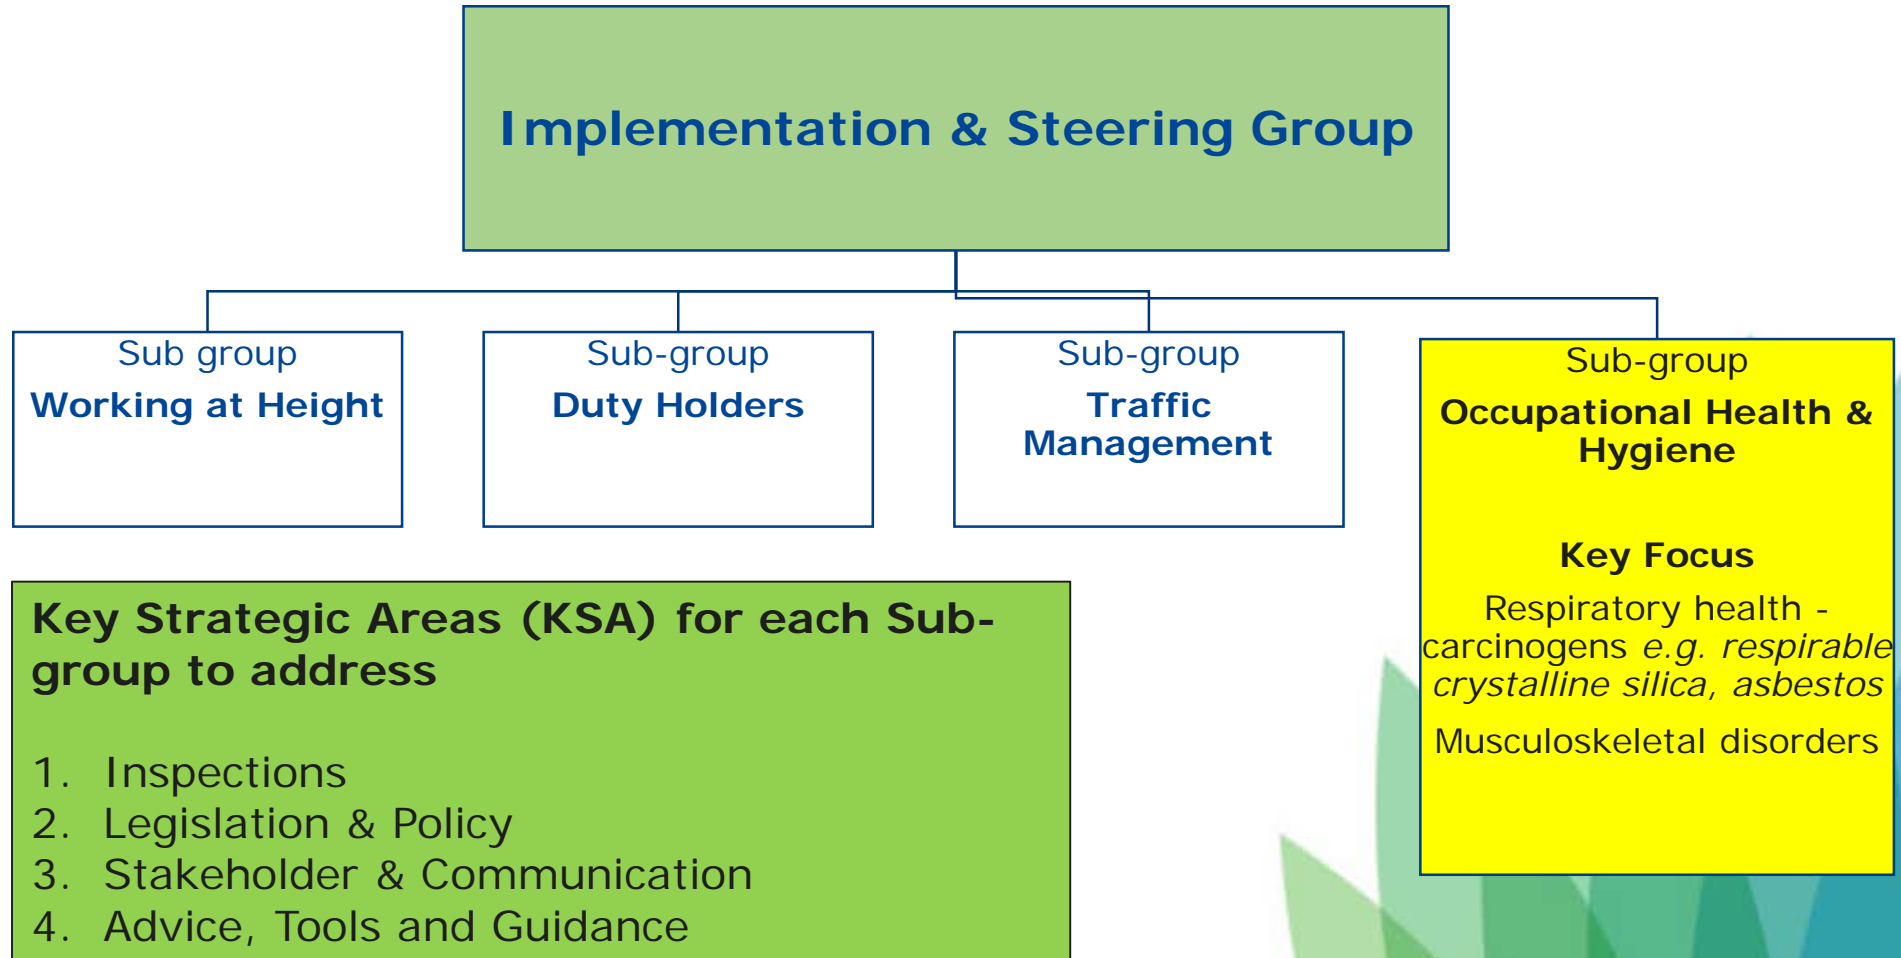 Implementation & Steering Group
Sub group
Working at Height
Sub-group
Duty Holders
Sub-group
Traffic
Management
Sub-group
Occupational Health &
Hygiene
Key Focus
Respiratory health -
carcinogens e.g. respirable
crystalline silica, asbestos
Musculoskeletal disorders
Key Strategic Areas (KSA) for each Sub-
group to address
1. Inspections
2. Legislation & Policy
3. Stakeholder & Communication
4. Advice, Tools and Guidance